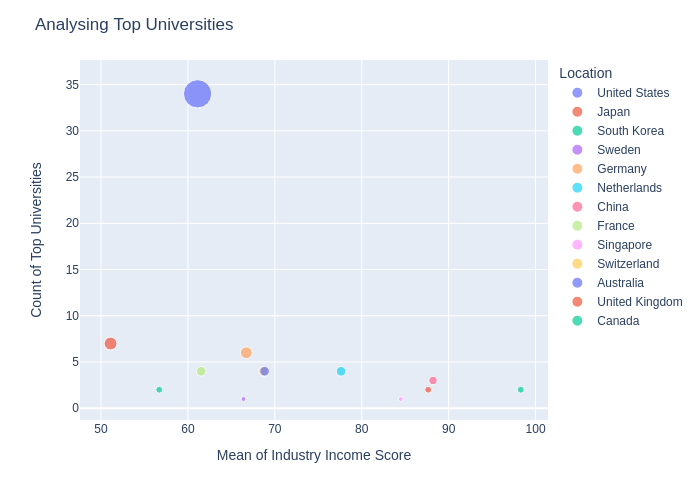 Analysing Top Universities
35
30
25
20
15
10
5
0
Count of Top Universities
50 60 70 80 90 100
Mean of Industry Income Score
Location
United States
Japan
South Korea
Sweden
Germany
Netherlands
China
France
Singapore
Switzerland
Australia
United Kingdom
Canada